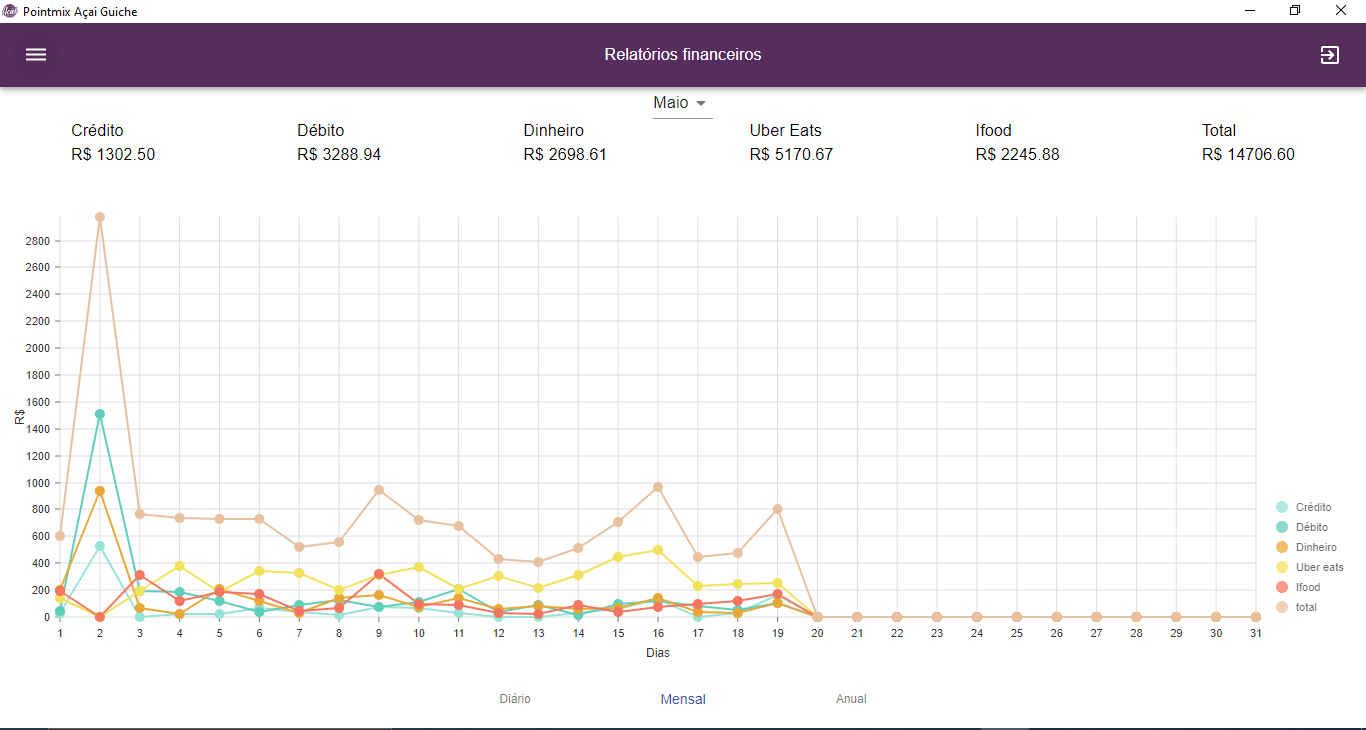 Pointmix Açai Guiche
Relatórios financeiros
Maio
Crédito Débito Dinheiro Uber Eats Ifood Total
R$ 1302.50 R$ 3288.94 R$ 2698.61 R$ 5170.67 R$ 2245.88 R$ 14706.60
2800
2600
2400
2200
2000
1800
1600
1400
1200
1000
800
600
400
200
0
R$
1 2 3 4 5 6 7 8 9 10 11 12 13 14 15 16 17 18 19 20 21 22 23 24 25 26 27 28 29 30 31
Dias
Crédito
Débito
Dinheiro
Uber eats
Ifood
total
Diário Mensal Anual